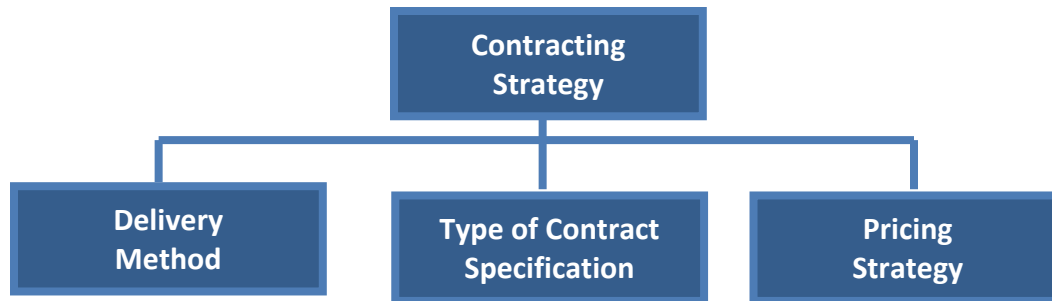 Contracting
Strategy
Delivery
Method
Type of Contract
Specification
Pricing
Strategy